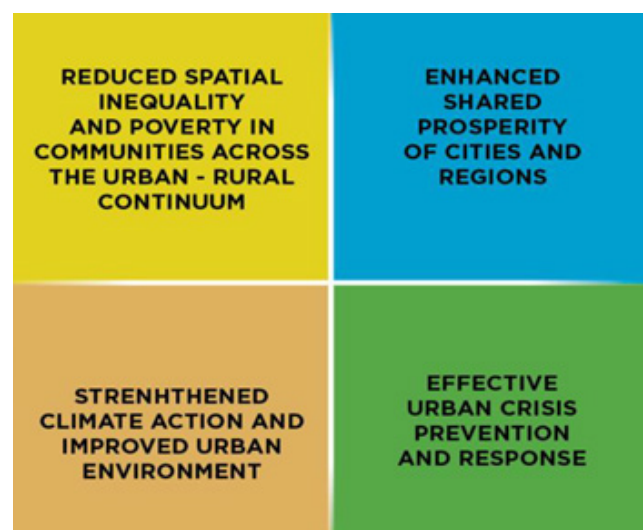 REDUCED SPATIAL
INEQUALITY
AND POVERTY IN
COMMUNITIES ACROSS
THE URBAN - RURAL
CONTINUUM
ENHANCED
SHARED
PROSPERITY
OF CITIES AND
REGIONS
STRENHTHENED
CLIMATE ACTION AND
IMPROVED URBAN
ENVIRONMENT
EFFECTIVE
URBAN CRISIS
PREVENTION
AND RESPONSE